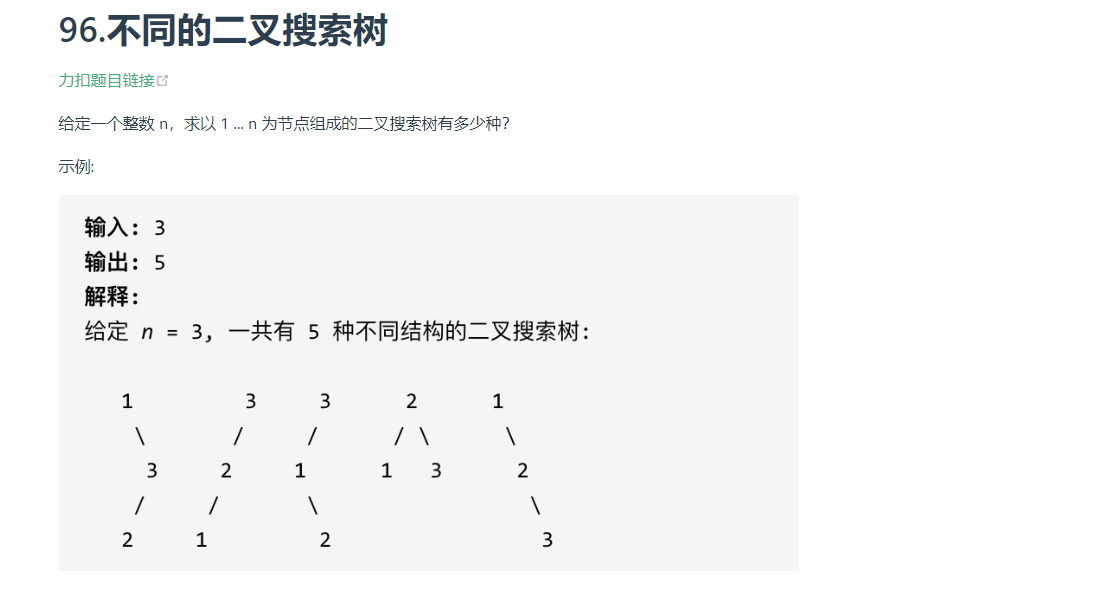 96.不同的二叉搜索树
力扣题目链接
给定一个整数 n，求以 1 ... n 为节点组成的二叉搜索树有多少种？
示例:
输入: 3
输出: 5
解释:
给定 n = 3, 一共有 5 种不同结构的二叉搜索树:
1 3 3 2 1
\ / / / \ \
3 2 1 1 3 2
/ / \ \
2 1 2 3